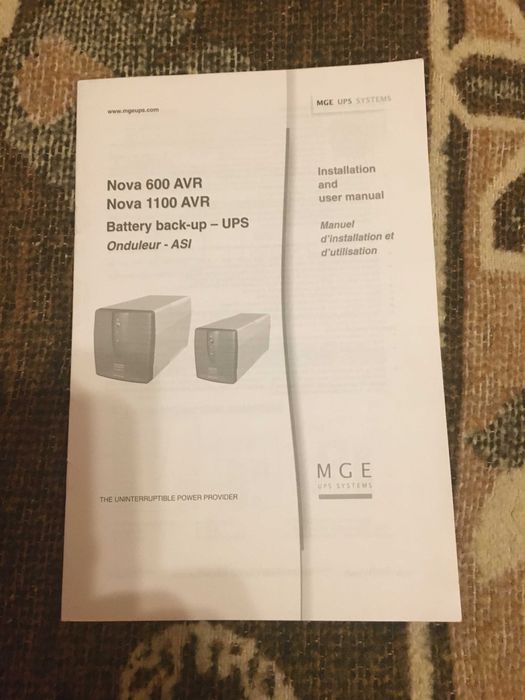 www.mgeups.com
MGE UPS SYSTEMS
Nova 600 AVR
Nova 1100 AVR
Battery back-up – UPS
Onduleur - ASI
Installation
and
user manual
Manuel
d'installation et
d'utilisation
THE UNINTERRUPTIBLE POWER PROVIDER
MGE
UPS SYSTEMS